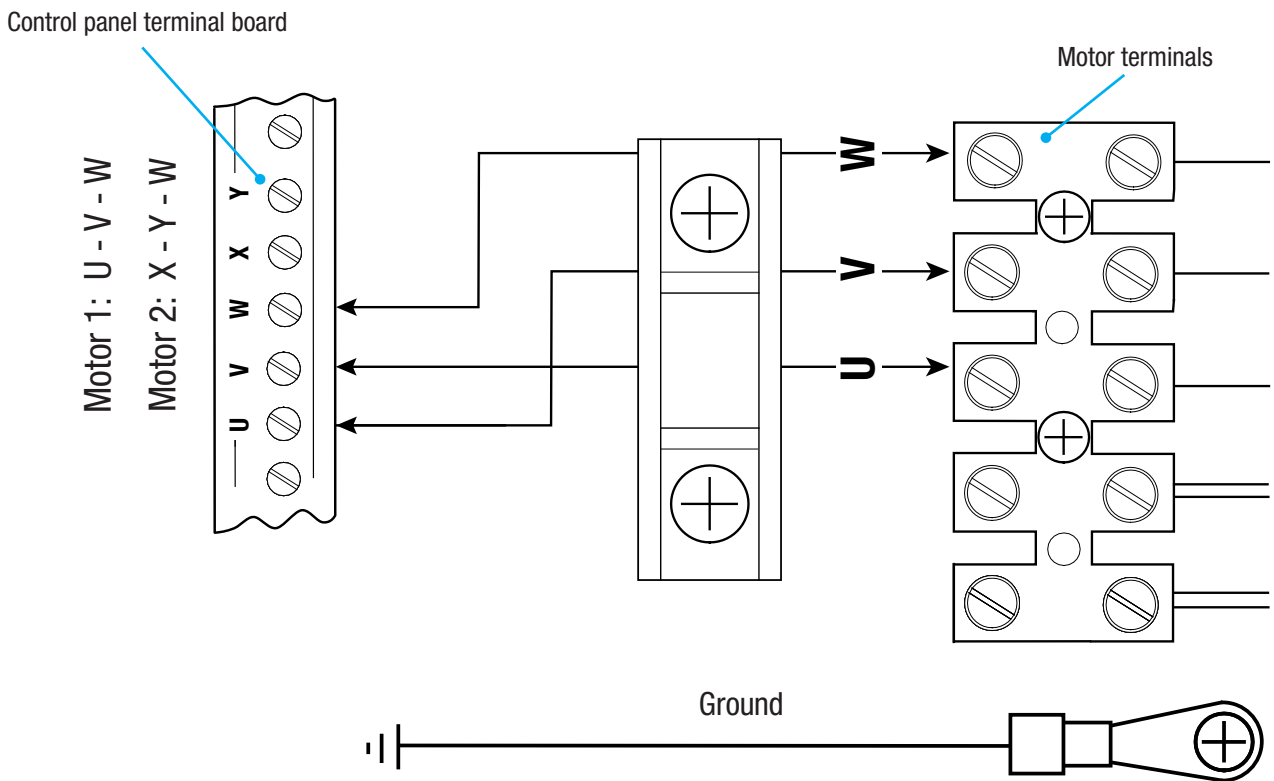 Control panel terminal board
Motor terminals
Motor 1: U - V - W
Motor 2: X - Y - W
Y
X
W
V
U
W
V
U
Ground